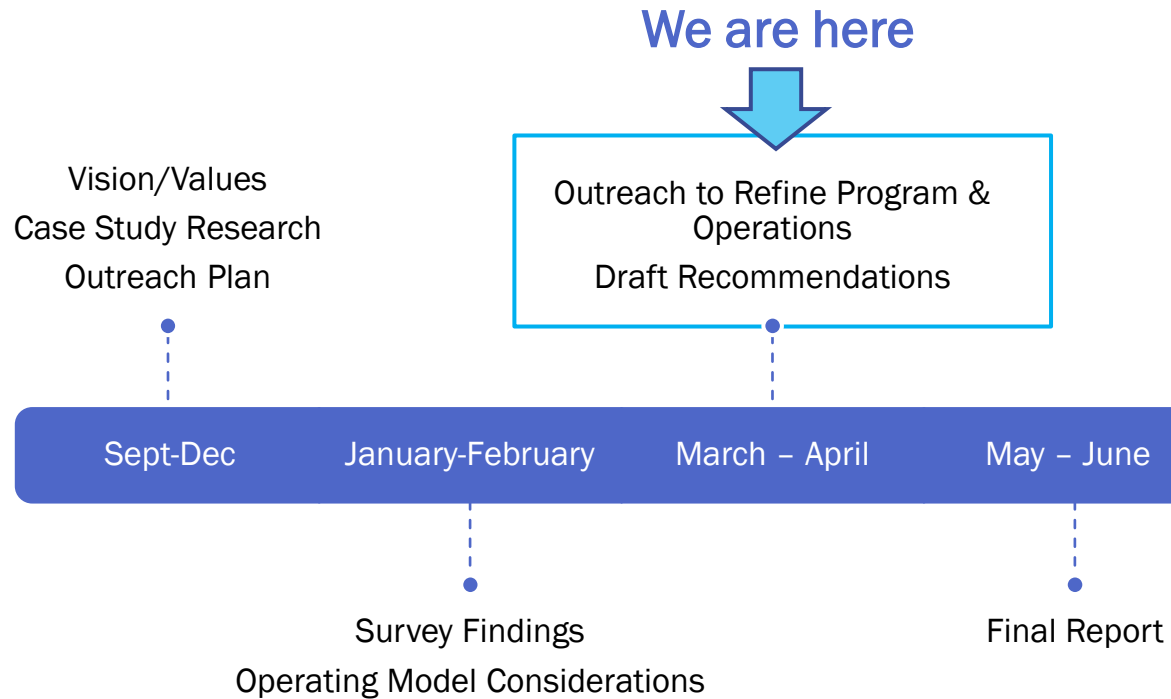 We are here
Vision/Values
Case Study Research
Outreach Plan
Outreach to Refine Program &
Operations
Draft Recommendations
Sept-Dec
January-February
March – April
May – June
Survey Findings
Operating Model Considerations
Final Report